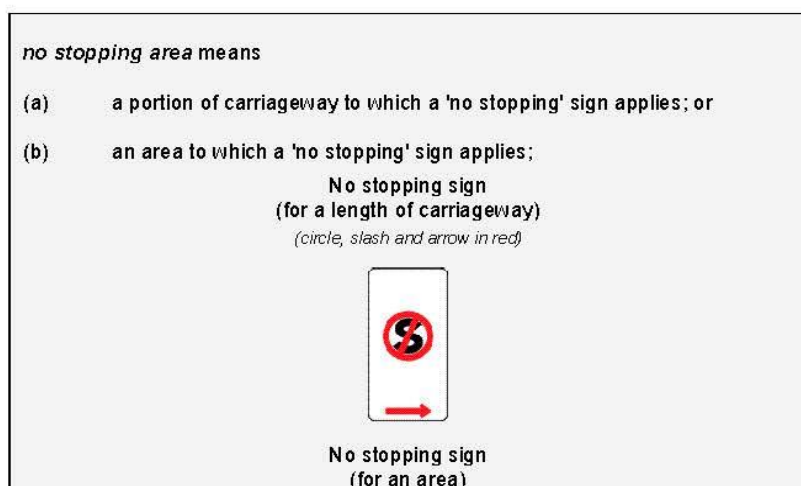 no stopping area means
(a) a portion of carriageway to which a 'no stopping' sign applies; or
(b) an area to which a 'no stopping' sign applies;
No stopping sign
(for a length of carriageway)
(circle, slash and arrow in red)
S
No stopping sign
(for an area)